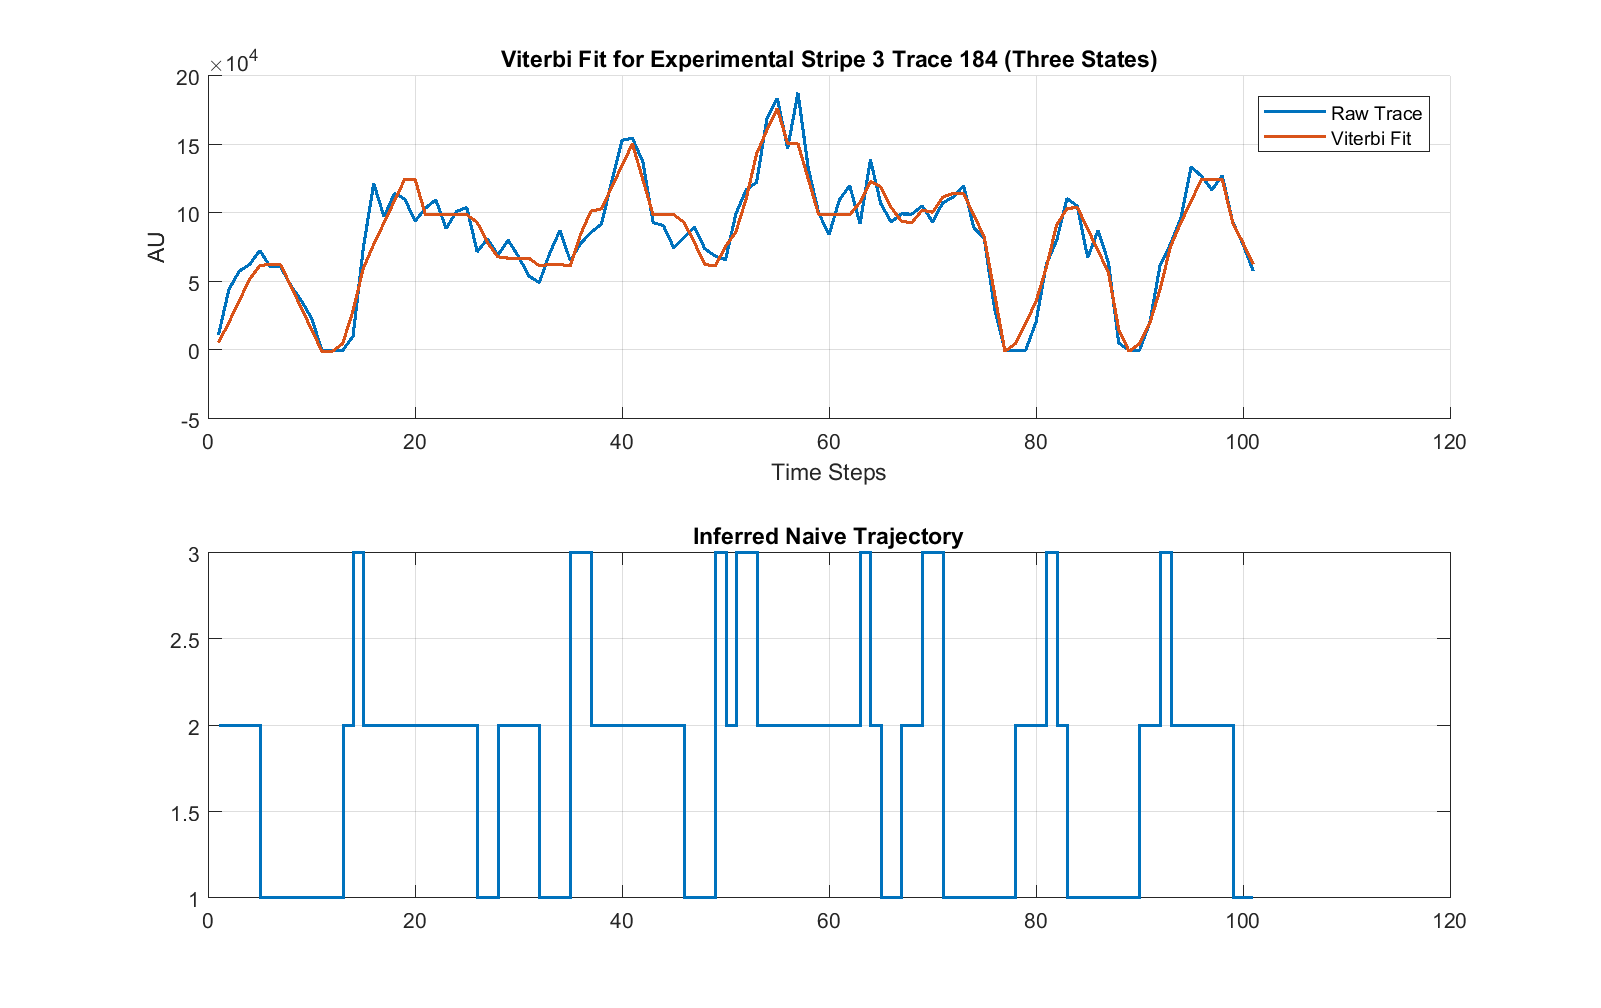 Viterbi Fit for Experimental Stripe 3 Trace 184 (Three States)
×10⁴
20
15
10
5
0
-5
AU
0 20 40 60 80 100 120
Time Steps
Raw Trace
Viterbi Fit
Inferred Naive Trajectory
3
2.5
2
1.5
1
0 20 40 60 80 100 120